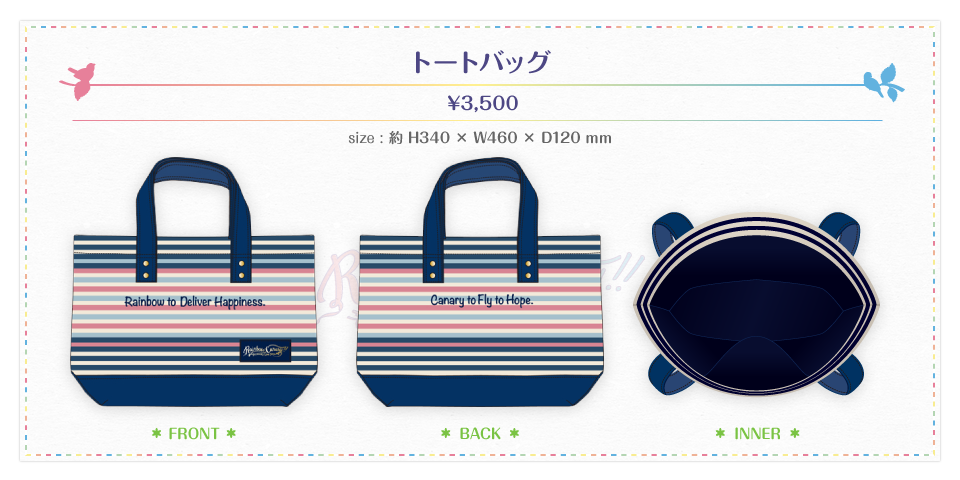 トートバッグ
¥3,500
size : 約 H340 × W460 × D120 mm
Rainbow to Deliver Happiness.
Canary to Fly to Hope.
Rainbow Canary
* FRONT *
* BACK *
* INNER *